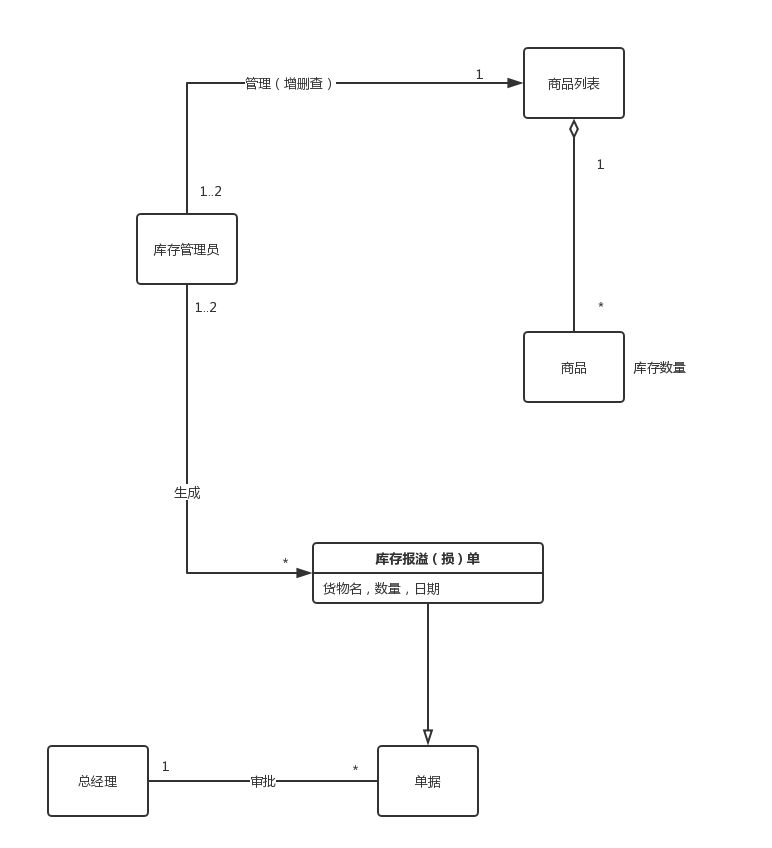 管理（增删查）
1
商品列表
1
1..2
库存管理员
1..2
*
商品
库存数量
生成
*
库存报溢（损）单
货物名，数量，日期
总经理
1
审批
*
单据